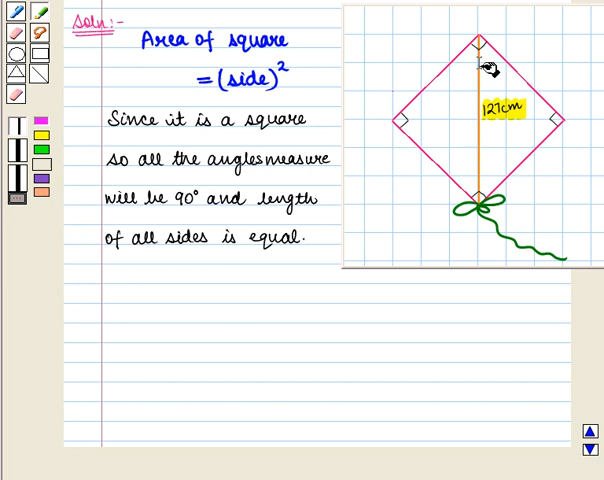 Soln:-
Area of square
= (side)²
Since it is a square
so all the angles measure
will be 90° and length
of all sides is equal.
127cm